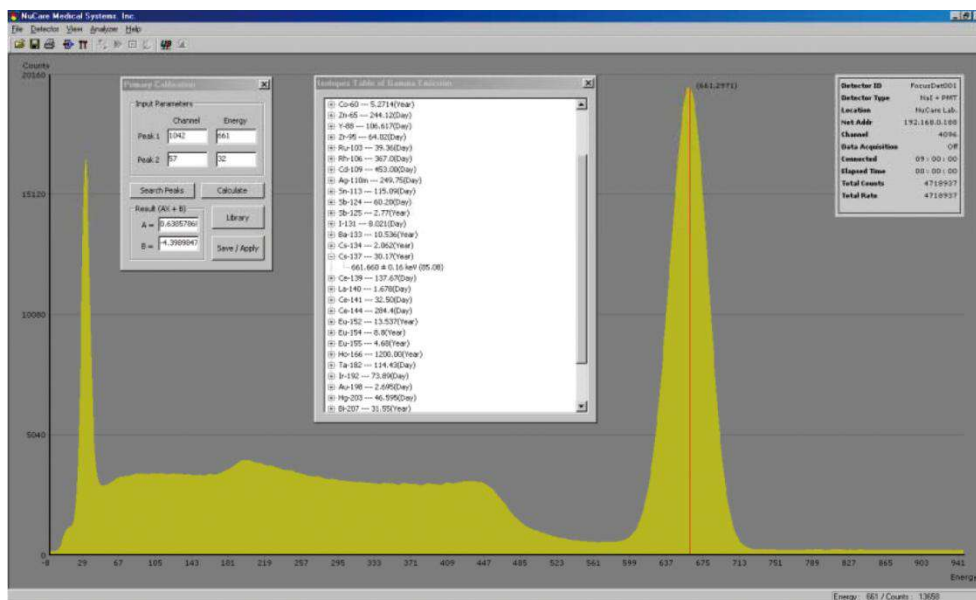 NuCare Medical Systems. Inc.
File Detector View Analyzer Help
Counts
20160
15120
10080
5040
0
-8 29 67 105 143 181 219 257 295 333 371 409 447 485 523 561 599 637 675 713 751 789 827 865 903 941
Energy
(661,2971)
Primary Calibration
Input Parameters
Channel Energy
Peak 1 1042 661
Peak 2 57 32
Search Peaks Calculate
Result (AX + B)
A = 0.6385786
B = -4.3989847
Library
Save / Apply
Isotopes Table of Gamma Emission
Co-60 --- 5.2714(Year)
Zn-65 --- 244.12(Day)
Y-88 --- 106.617(Day)
Zr-95 --- 64.02(Day)
Ru-103 --- 39.36(Day)
Rh-106 --- 367.0(Day)
Cd-109 --- 453.00(Day)
Ag-110m --- 249.75(Day)
Sn-113 --- 115.09(Day)
Sb-124 --- 60.20(Day)
Sb-125 --- 2.77(Year)
I-131 --- 8.021(Day)
Ba-133 --- 10.536(Year)
Cs-134 --- 2.062(Year)
Cs-137 --- 30.17(Year)
661.660 ± 0.16 keV (85.08)
Ce-139 --- 137.67(Day)
La-140 --- 1.678(Day)
Ce-141 --- 32.50(Day)
Ce-144 --- 284.4(Day)
Eu-152 --- 13.537(Year)
Eu-154 --- 8.8(Year)
Eu-155 --- 4.68(Year)
Ho-166 --- 1200.00(Year)
Ta-182 --- 114.43(Day)
Ir-192 --- 73.89(Day)
Au-198 --- 2.695(Day)
Hg-203 --- 46.595(Day)
Bi-207 --- 31.55(Year)
Detector ID FocusDet001
Detector Type NaI + PMT
Location NuCare Lab.
Net Addr 192.168.0.188
Channel 4096
Data Acquisition Off
Connected 09 : 00 : 00
Elapsed Time 00 : 00 : 00
Total Counts 4718937
Total Rate 4718937
Energy : 661 / Counts : 13658